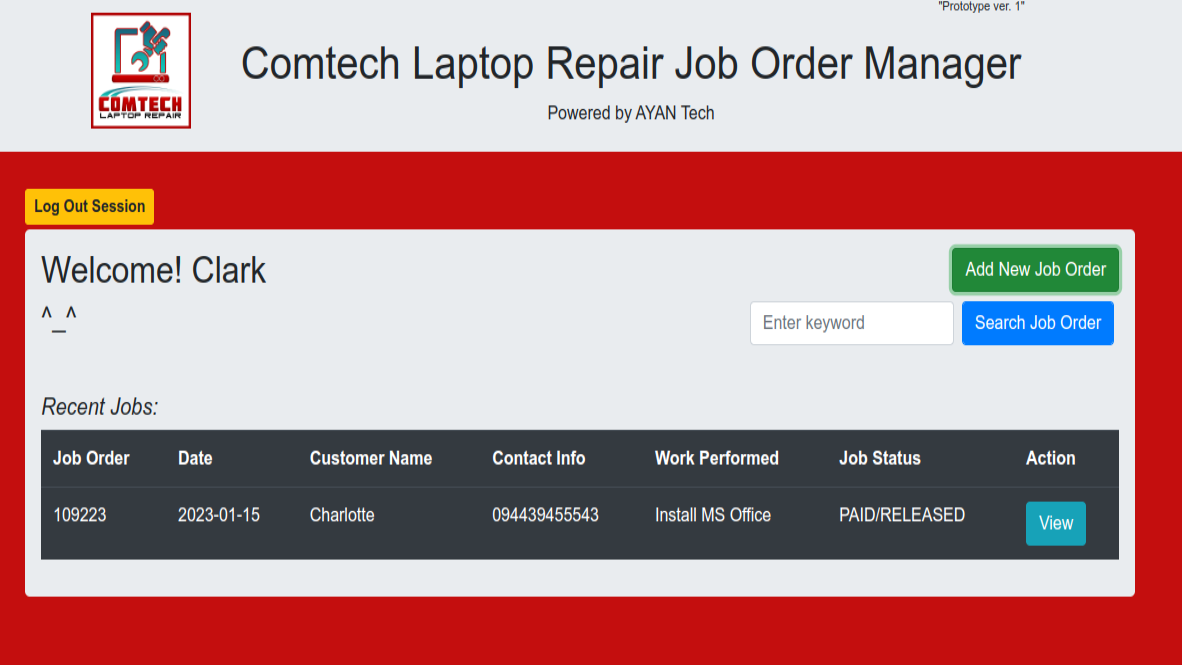 "Prototype ver. 1"
COMTECH
LAPTOP REPAIR
Comtech Laptop Repair Job Order Manager
Powered by AYAN Tech
Log Out Session
Welcome! Clark
^_^
Add New Job Order
Enter keyword
Search Job Order
Recent Jobs:
Job Order Date Customer Name Contact Info Work Performed Job Status Action
109223 2023-01-15 Charlotte 094439455543 Install MS Office PAID/RELEASED View